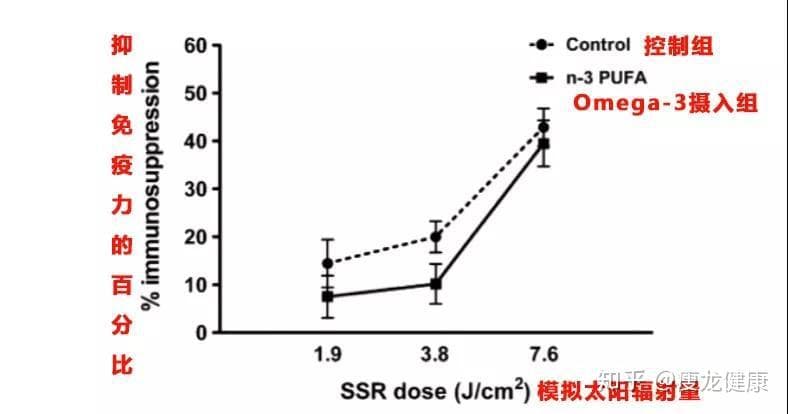 抑制免疫力的百分比
% immunosuppression
60
50
40
30
20
10
0
Control 控制组
n-3 PUFA
Omega-3摄入组
1.9 3.8 7.6
SSR dose (J/cm²) 模拟太阳辐射量
知乎 @廋龙健康